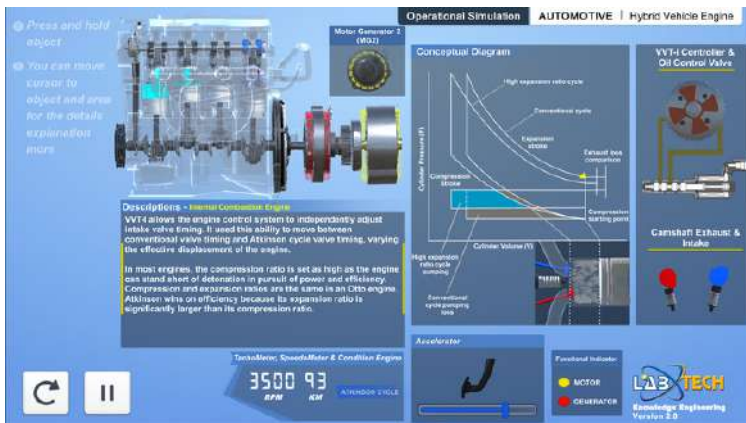 Operational Simulation
AUTOMOTIVE | Hybrid Vehicle Engine
Press and hold
object
You can move
cursor to
object and area
for the details
explanation
more
Motor Generator 2
(MG2)
Conceptual Diagram
High expansion ratio cycle
Conventional cycle
Expansion
stroke
Exhaust loss
comparison
Compression
stroke
Compression
starting point
Cylinder Pressure (P)
Cylinder Volume (V)
High expansion
ratio cycle
pumping
Conventional
cycle pumping
loss
VVT-i Controller &
Oil Control Valve
Camshaft Exhaust &
Intake
Descriptions - Internal Combustion Engine
VVT-i allows the engine control system to independently adjust
intake valve timing. It used this ability to move between
conventional valve timing and Atkinson cycle valve timing, varying
the effective displacement of the engine.
In most engines, the compression ratio is set as high as the engine
can stand short of detonation in pursuit of power and efficiency.
Compression and expansion ratios are the same in an Otto engine.
Atkinson wins on efficiency because its expansion ratio is
significantly larger than its compression ratio.
TachoMeter, SpeedoMeter & Condition Engine
3500 93
RPM KM
ATKINSON CYCLE
Accelerator
Functional Indicator
MOTOR
GENERATOR
LABTECH
Knowledge Engineering
Version 2.0